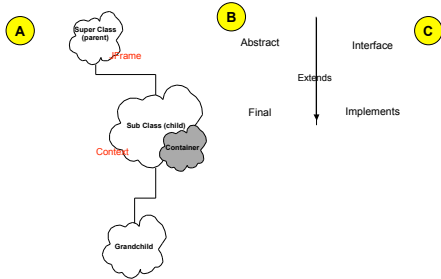 A
Super Class
(parent)
JFrame
Sub Class (child)
Container
Context
Grandchild
B
Abstract
Extends
Final
C
Interface
Implements